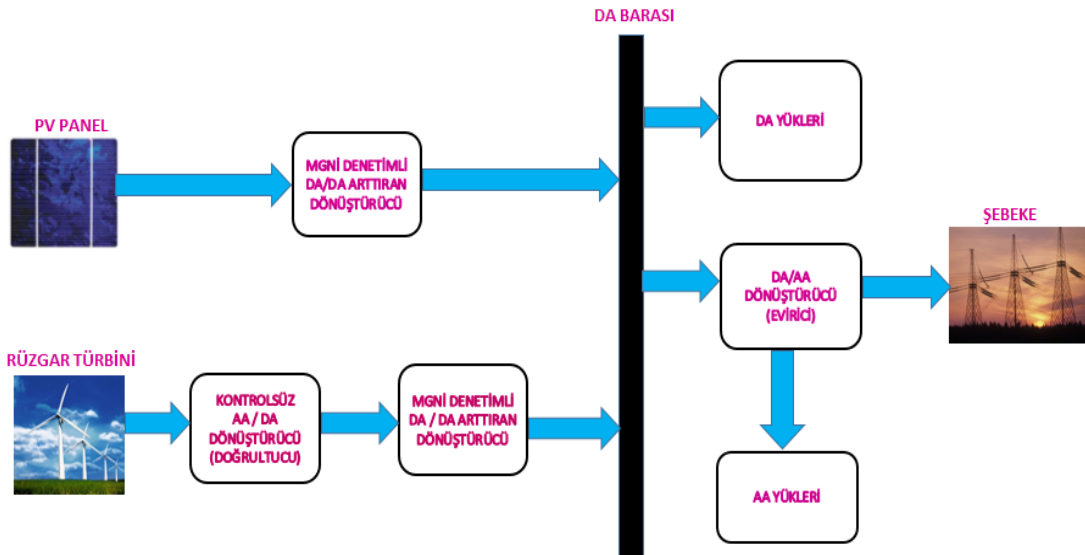 DA BARASI
PV PANEL
MGNİ DENETİMLİ
DA/DA ARTTIRAN
DÖNÜŞTÜRÜCÜ
DA YÜKLERİ
ŞEBEKE
DA/AA
DÖNÜŞTÜRÜCÜ
(EVİRİCİ)
RÜZGAR TÜRBİNİ
KONTROLSÜZ
AA / DA
DÖNÜŞTÜRÜCÜ
(DOĞRULTUCU)
MGNİ DENETİMLİ
DA / DA ARTTIRAN
DÖNÜŞTÜRÜCÜ
AA YÜKLERİ